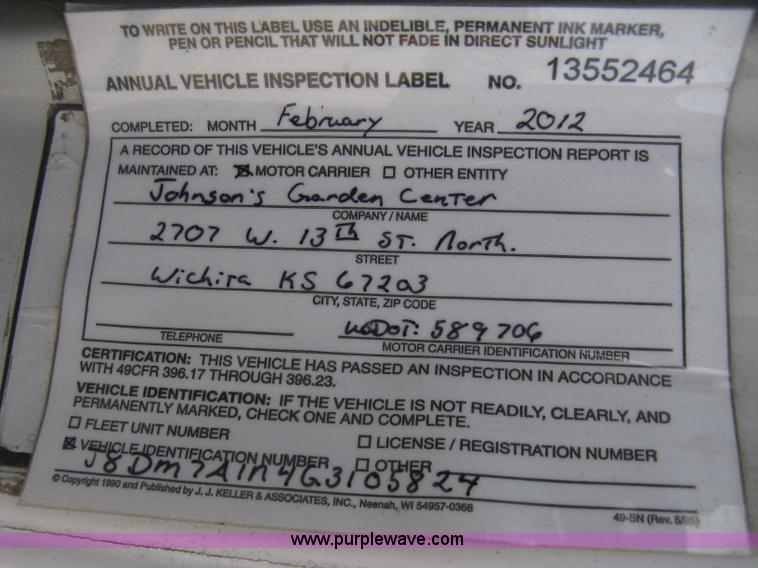 TO WRITE ON THIS LABEL USE AN INDELIBLE, PERMANENT INK MARKER,
PEN OR PENCIL THAT WILL NOT FADE IN DIRECT SUNLIGHT
ANNUAL VEHICLE INSPECTION LABEL NO. 13552464
COMPLETED: MONTH February YEAR 2012
A RECORD OF THIS VEHICLE'S ANNUAL VEHICLE INSPECTION REPORT IS
MAINTAINED AT: ☒ MOTOR CARRIER ☐ OTHER ENTITY
Johnson's Garden Center
COMPANY / NAME
2707 W. 13th ST. North.
STREET
Wichita KS 67203
CITY, STATE, ZIP CODE
USDOT: 589706
TELEPHONE MOTOR CARRIER IDENTIFICATION NUMBER
CERTIFICATION: THIS VEHICLE HAS PASSED AN INSPECTION IN ACCORDANCE
WITH 49CFR 396.17 THROUGH 396.23.
VEHICLE IDENTIFICATION: IF THE VEHICLE IS NOT READILY, CLEARLY, AND
PERMANENTLY MARKED, CHECK ONE AND COMPLETE.
☐ FLEET UNIT NUMBER ☐ LICENSE / REGISTRATION NUMBER
☒ VEHICLE IDENTIFICATION NUMBER ☐ OTHER
J8DM7A1N4G3105824
© Copyright 1990 and Published by J. J. KELLER & ASSOCIATES, INC., Neenah, WI 54957-0368
49-SN (Rev. 5/95)
www.purplewave.com